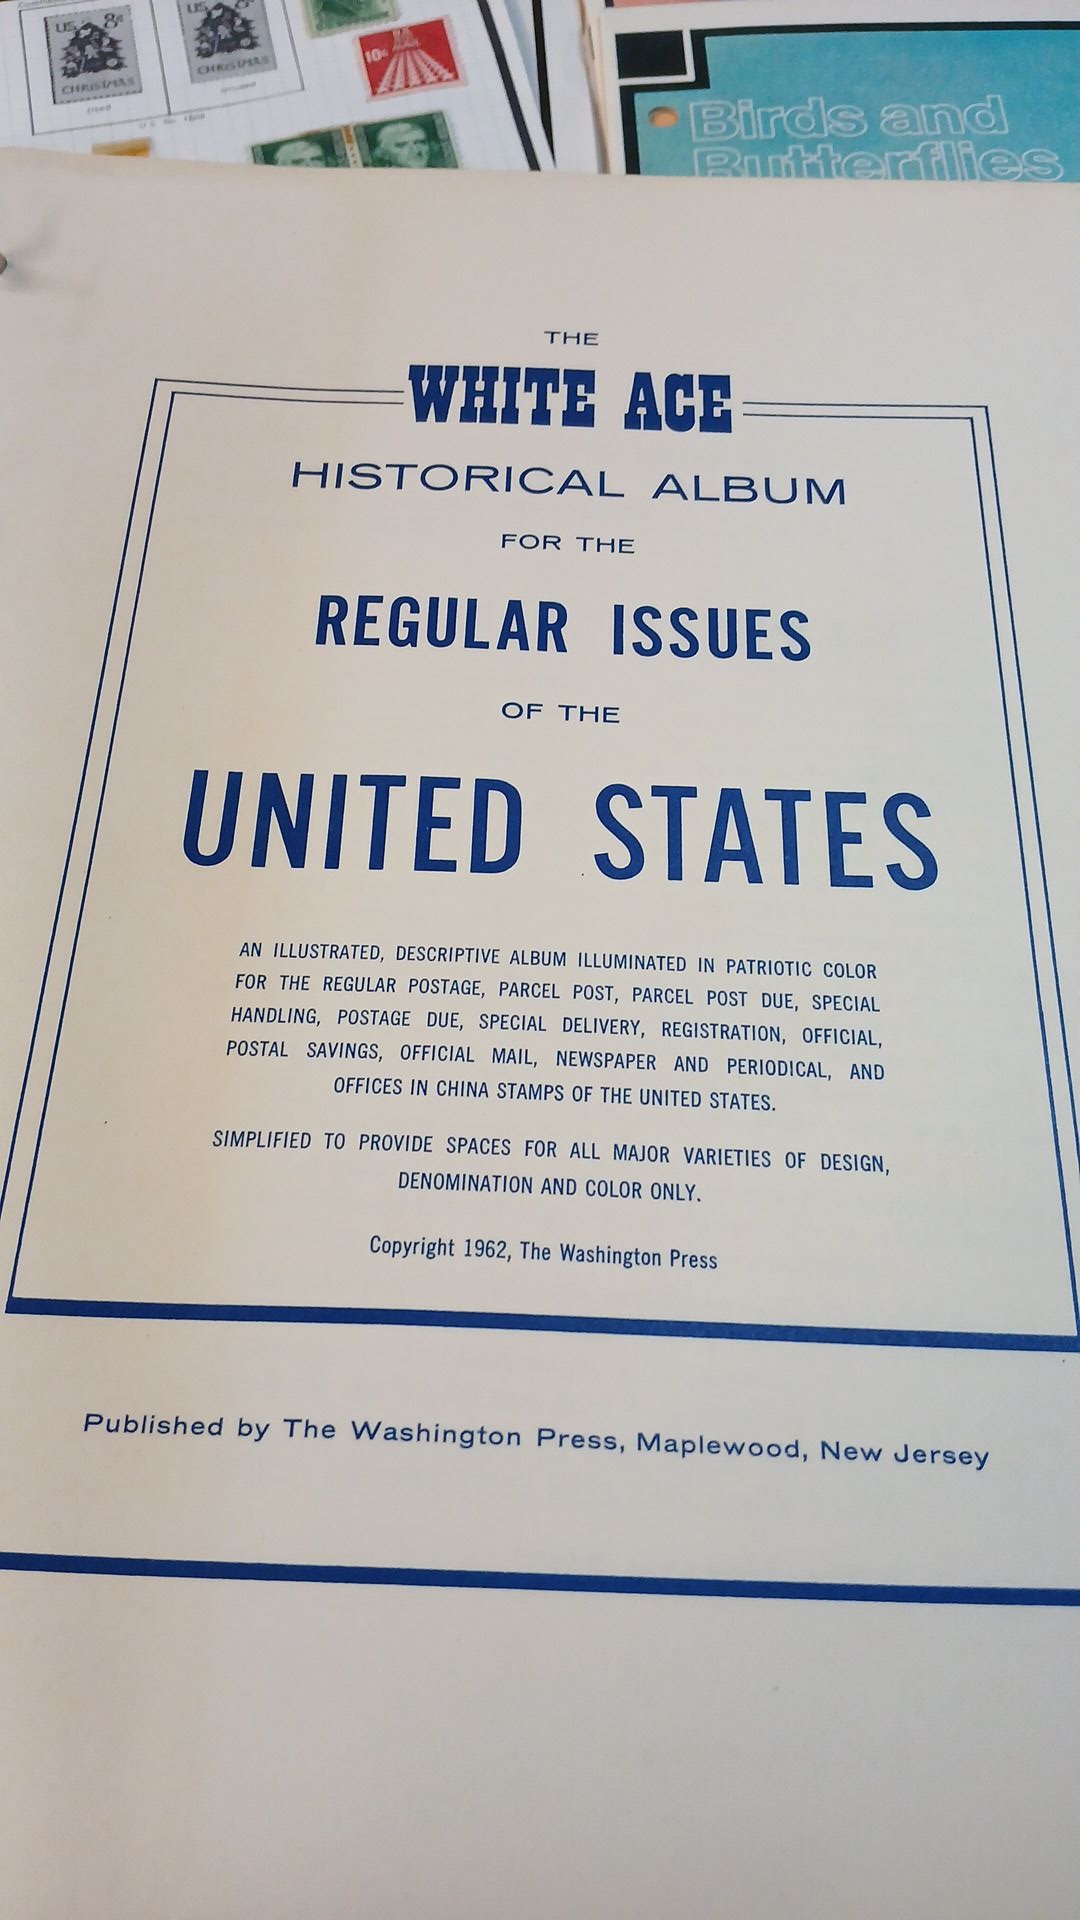 US 8¢
CHRISTMAS
US 8¢
CHRISTMAS
10¢
Birds and
Butterflies
THE
WHITE ACE
HISTORICAL ALBUM
FOR THE
REGULAR ISSUES
OF THE
UNITED STATES
AN ILLUSTRATED, DESCRIPTIVE ALBUM ILLUMINATED IN PATRIOTIC COLOR
FOR THE REGULAR POSTAGE, PARCEL POST, PARCEL POST DUE, SPECIAL
HANDLING, POSTAGE DUE, SPECIAL DELIVERY, REGISTRATION, OFFICIAL,
POSTAL SAVINGS, OFFICIAL MAIL, NEWSPAPER AND PERIODICAL, AND
OFFICES IN CHINA STAMPS OF THE UNITED STATES.
SIMPLIFIED TO PROVIDE SPACES FOR ALL MAJOR VARIETIES OF DESIGN,
DENOMINATION AND COLOR ONLY.
Copyright 1962, The Washington Press
Published by The Washington Press, Maplewood, New Jersey